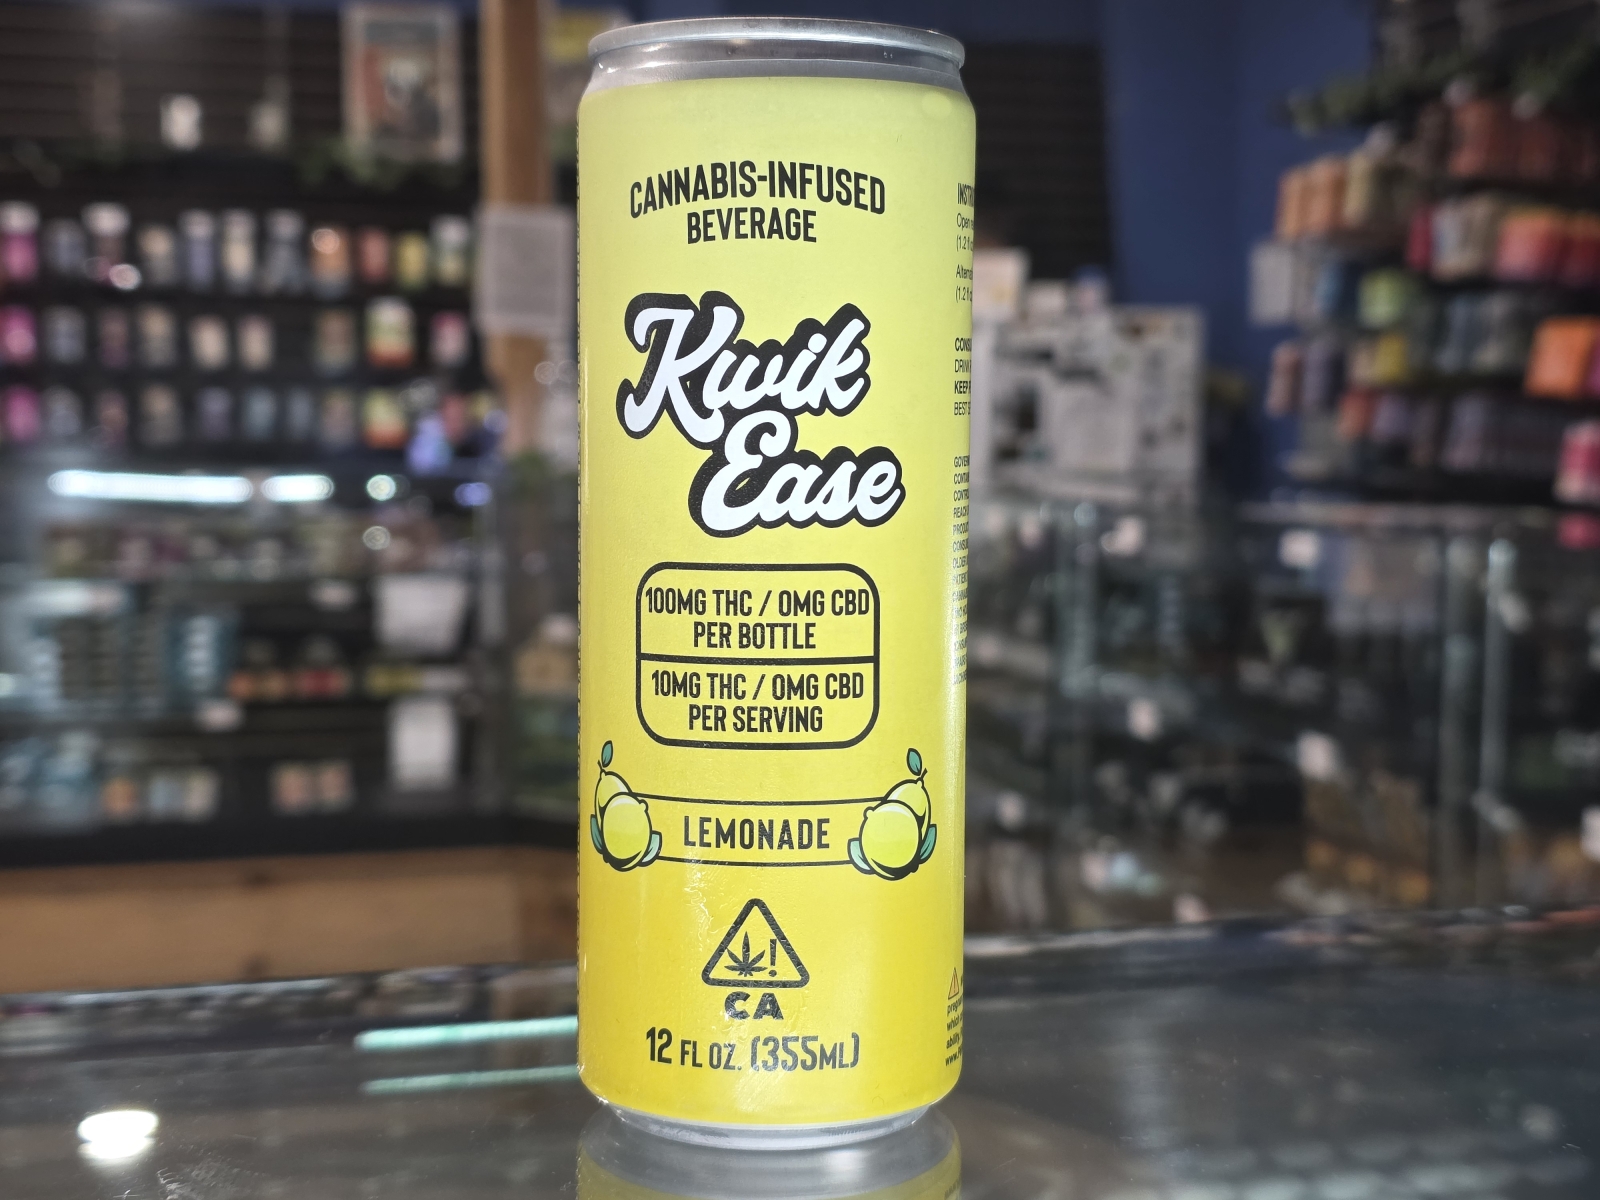 CANNABIS-INFUSED
BEVERAGE
Kwik
Ease
100MG THC / 0MG CBD
PER BOTTLE
10MG THC / 0MG CBD
PER SERVING
LEMONADE
CA
12 FL OZ. (355ML)